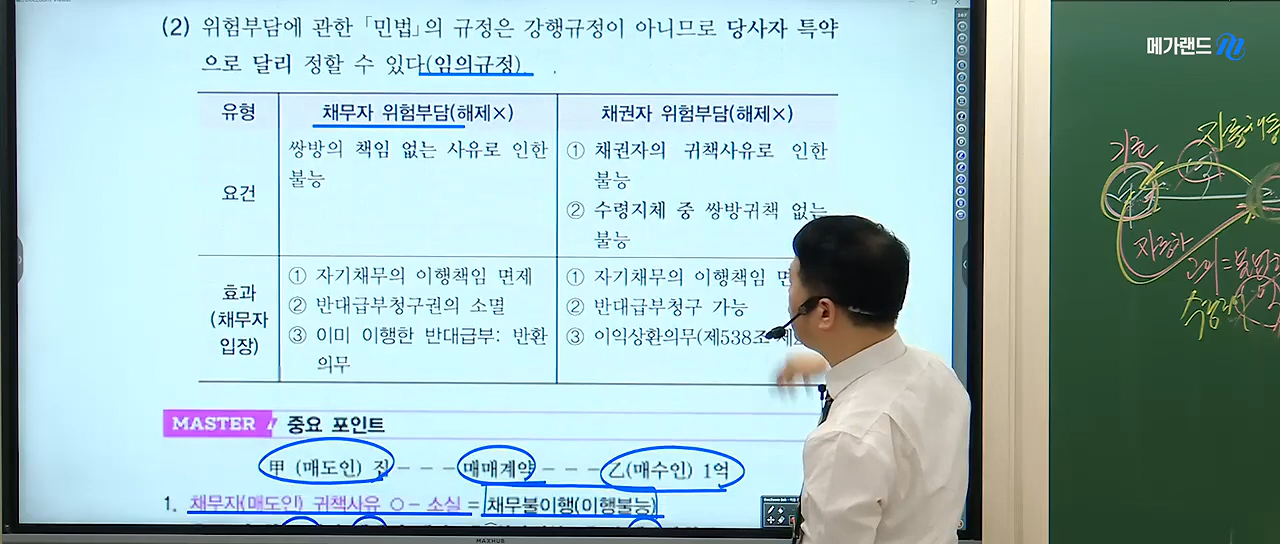 (2) 위험부담에 관한 「민법」의 규정은 강행규정이 아니므로 당사자 특약
으로 달리 정할 수 있다(임의규정).
유형 채무자 위험부담(해제×) 채권자 위험부담(해제×)
요건
쌍방의 책임 없는 사유로 인한
불능
① 채권자의 귀책사유로 인한
불능
② 수령지체 중 쌍방귀책 없는
불능
효과
(채무자
입장)
① 자기채무의 이행책임 면제
② 반대급부청구권의 소멸
③ 이미 이행한 반대급부: 반환
의무
① 자기채무의 이행책임 면
② 반대급부청구 가능
③ 이익상환의무(제538조
MASTER 중요 포인트
甲 (매도인) 집 --- 매매계약 --- 乙(매수인) 1억
1. 채무자(매도인) 귀책사유 ○- 소실 = 채무불이행(이행불능)
메가랜드
기준
자동차
MAXHUB